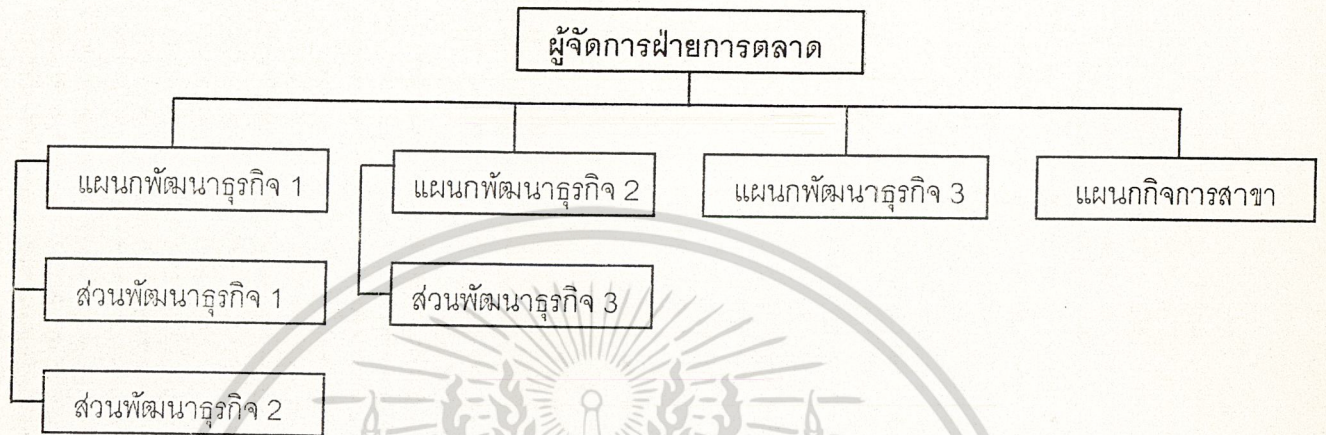 ผู้จัดการฝ่ายการตลาด
แผนกพัฒนาธุรกิจ 1
แผนกพัฒนาธุรกิจ 2
แผนกพัฒนาธุรกิจ 3
แผนกกิจการสาขา
ส่วนพัฒนาธุรกิจ 1
ส่วนพัฒนาธุรกิจ 3
ส่วนพัฒนาธุรกิจ 2